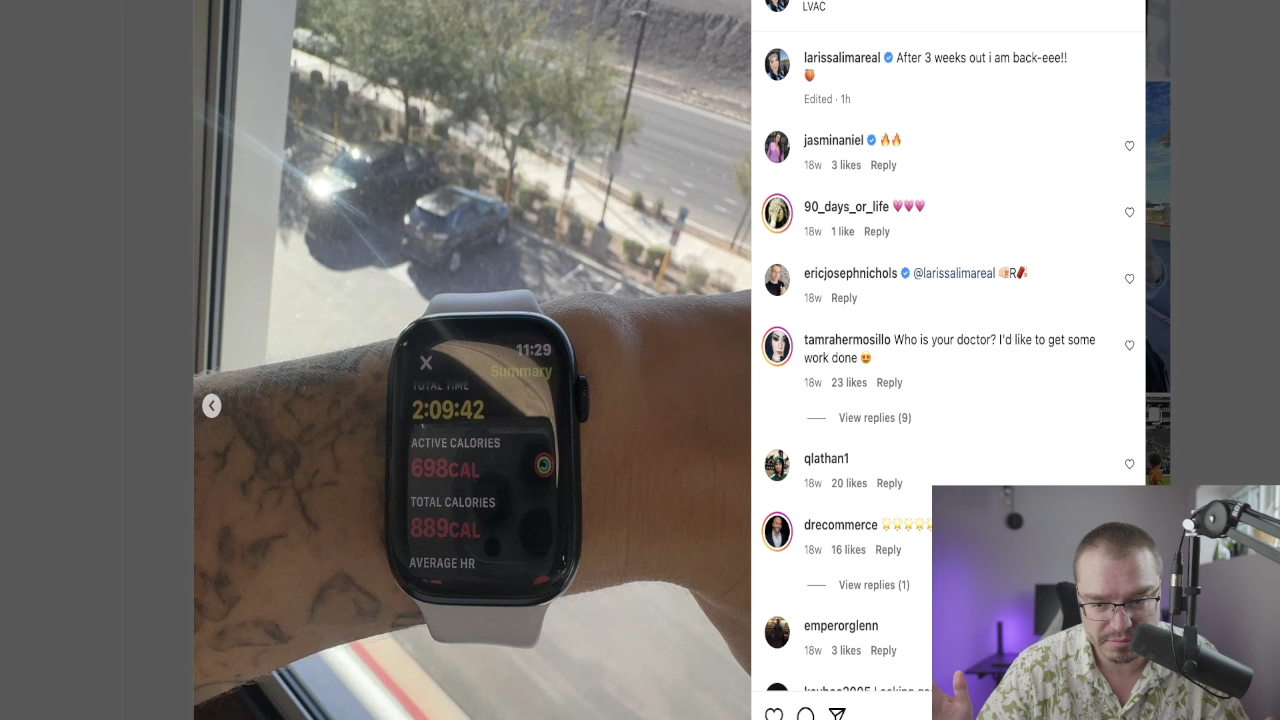 LVAC
larissalimareal After 3 weeks out i am back-eee!!
🍑
Edited · 1h
jasminaniel 🔥🔥
18w 3 likes Reply
90_days_or_life 💗💗💗
18w 1 like Reply
ericjosephnichols @larissalimareal R🧨
18w Reply
tamrahermosillo Who is your doctor? I'd like to get some
work done 😍
18w 23 likes Reply
View replies (9)
qlathan1
18w 20 likes Reply
drecommerce 🌟🌟🌟🌟🌟
18w 16 likes Reply
View replies (1)
emperorglenn
18w 3 likes Reply
11:29
Summary
TOTAL TIME
2:09:42
ACTIVE CALORIES
698CAL
TOTAL CALORIES
889CAL
AVERAGE HR